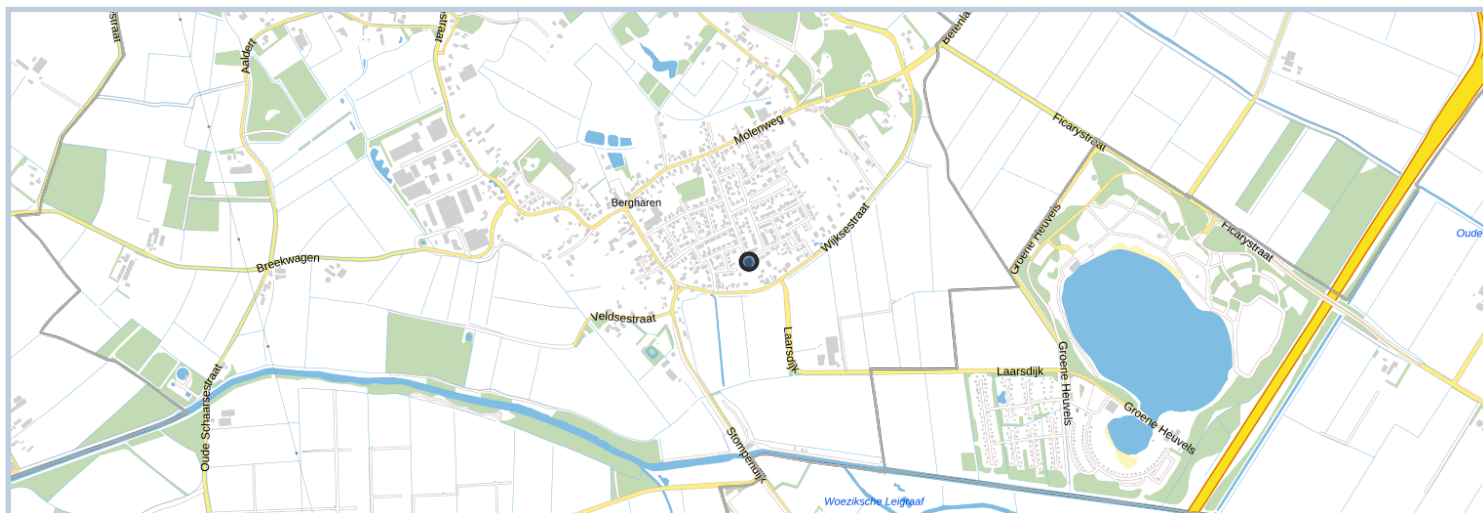 straat
Aaldert
straat
Molenweg
Ficarystraat
Bergharen
Wijksestraat
Groene Heuvels
Ficarystraat
Oude
Breekwagen
Veldsestraat
Laarsdijk
Groene Heuvels
Laarsdijk
Groene Heuvels
Oude Schaarsestraat
Stompendijk
Woeziksche Leigraaf